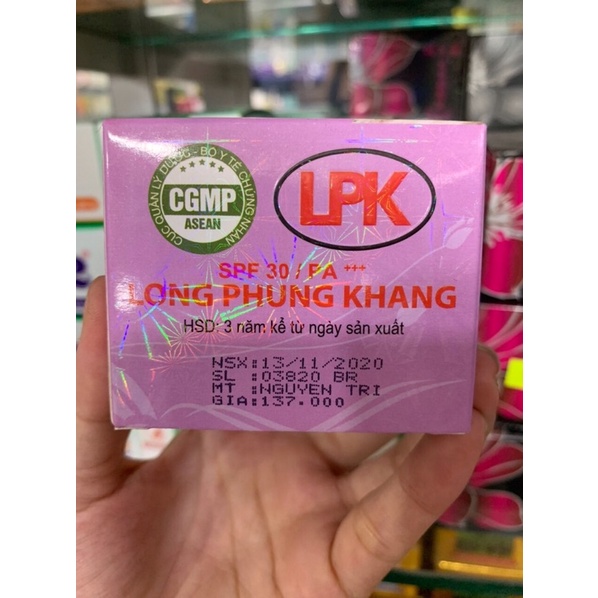 CỤC QUẢN LÝ DƯỢC - BỘ Y TẾ CHỨNG NHẬN
CGMP
ASEAN
LPK
SPF 30 / PA +++
LONG PHỤNG KHANG
HSD: 3 năm kể từ ngày sản xuất
NSX:13/11/2020
SL :03820 BR
MT :NGUYEN TRI
GIA:137.000